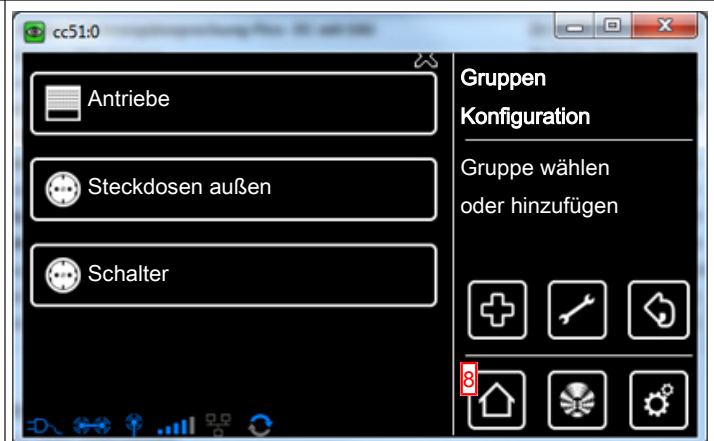 cc51:0
Antriebe
Steckdosen außen
Schalter
Gruppen
Konfiguration
Gruppe wählen
oder hinzufügen
8